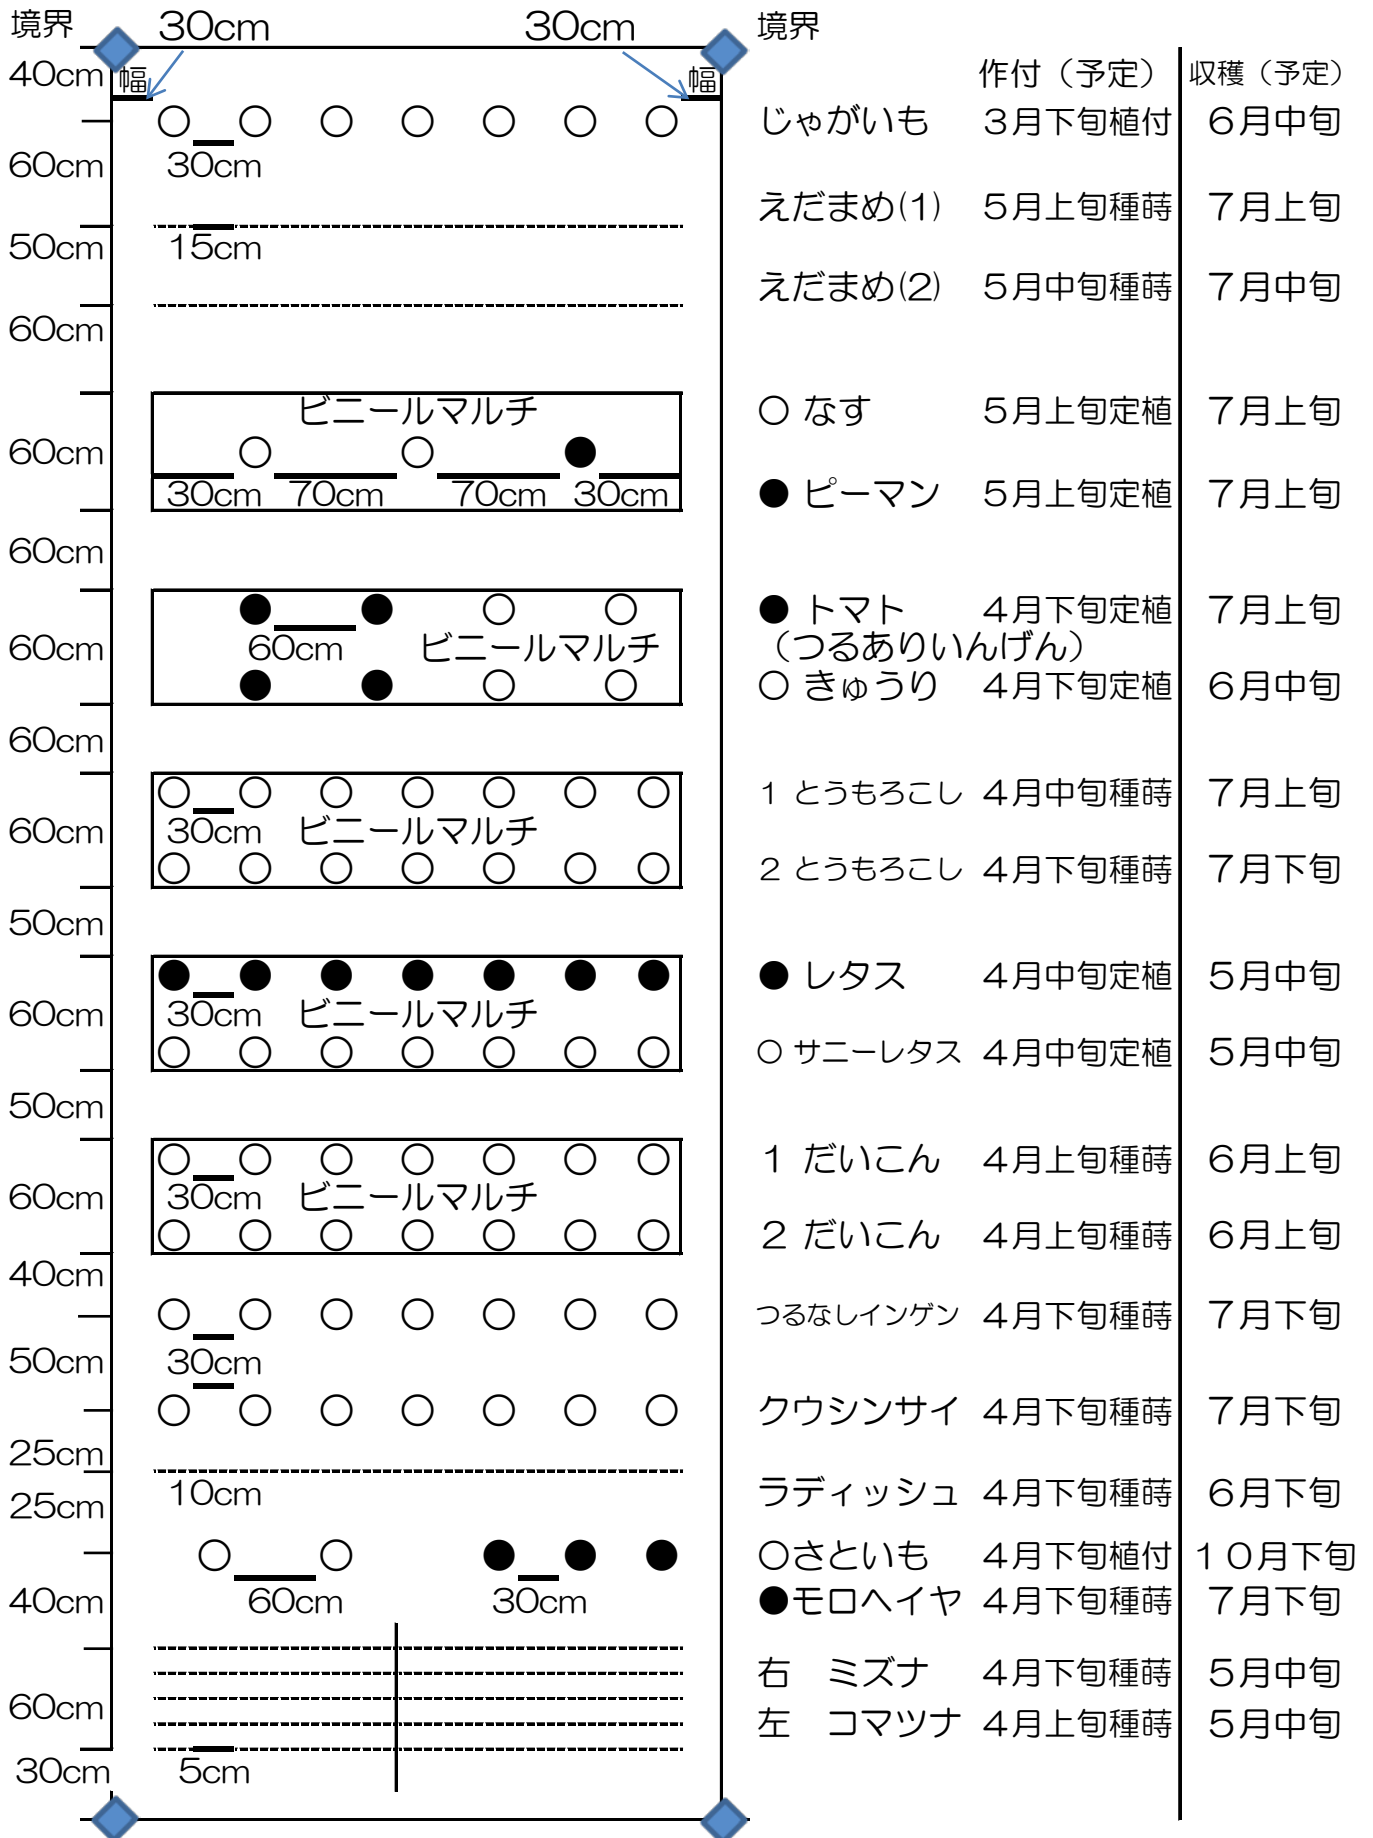 境界 30cm 30cm 境界
40cm 幅 幅 作付（予定） 収穫（予定）
じゃがいも ３月下旬植付 ６月中旬
60cm 30cm
えだまめ(1) ５月上旬種蒔 ７月上旬
50cm 15cm
えだまめ(2) ５月中旬種蒔 ７月中旬
60cm
ビニールマルチ ○ なす ５月上旬定植 ７月上旬
60cm
30cm 70cm 70cm 30cm ● ピーマン ５月上旬定植 ７月上旬
60cm
● トマト ４月下旬定植 ７月上旬
60cm 60cm ビニールマルチ （つるありいんげん）
○ きゅうり ４月下旬定植 ６月中旬
60cm
1 とうもろこし ４月中旬種蒔 ７月上旬
60cm 30cm ビニールマルチ
2 とうもろこし ４月下旬種蒔 ７月下旬
50cm
● レタス ４月中旬定植 ５月中旬
60cm 30cm ビニールマルチ
○ サニーレタス ４月中旬定植 ５月中旬
50cm
1 だいこん ４月上旬種蒔 ６月上旬
60cm 30cm ビニールマルチ
2 だいこん ４月上旬種蒔 ６月上旬
40cm
つるなしインゲン ４月下旬種蒔 ７月下旬
50cm 30cm
クウシンサイ ４月下旬種蒔 ７月下旬
25cm
10cm ラディッシュ ４月下旬種蒔 ６月下旬
25cm
○さといも ４月下旬植付 １０月下旬
40cm 60cm 30cm ●モロヘイヤ ４月下旬種蒔 ７月下旬
右 ミズナ ４月下旬種蒔 ５月中旬
60cm 左 コマツナ ４月上旬種蒔 ５月中旬
30cm 5cm